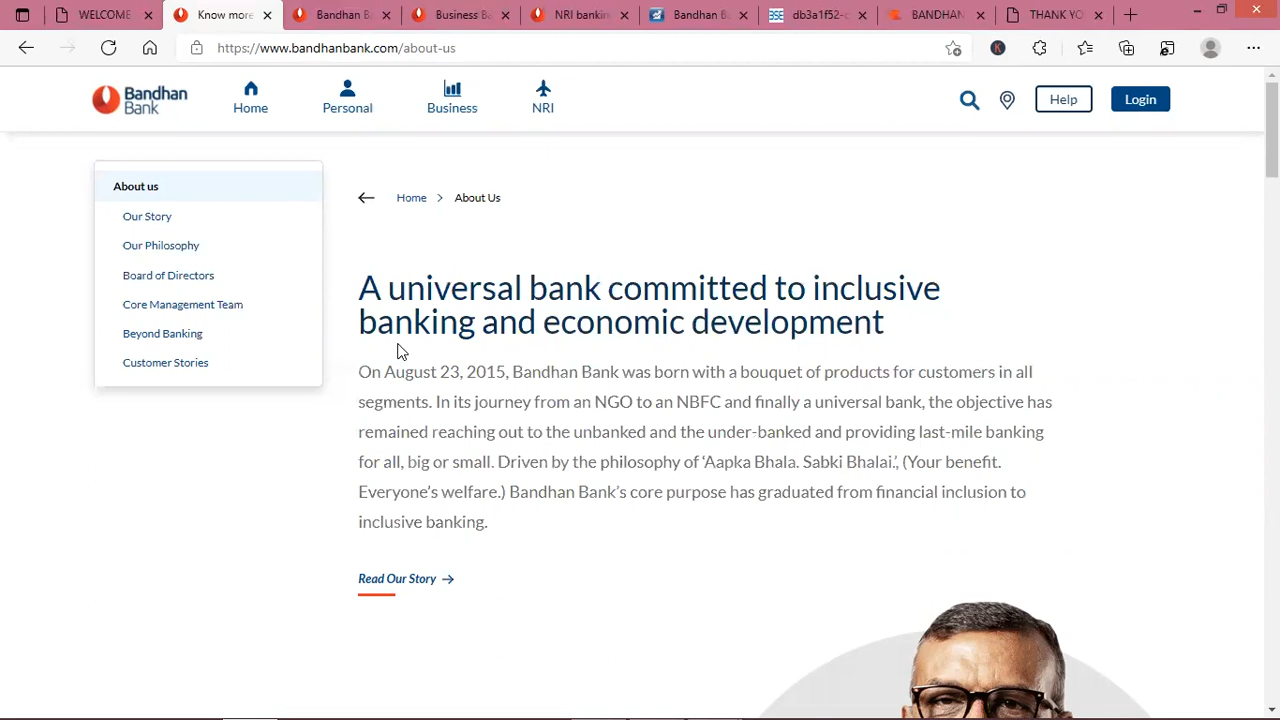 WELCOME
Know more
Bandhan B
Business Ba
NRI bankin
Bandhan B
db3a1f52-c
BANDHAN
THANK YO
https://www.bandhanbank.com/about-us
Bandhan
Bank
Home
Personal
Business
NRI
Help
Login
About us
Our Story
Our Philosophy
Board of Directors
Core Management Team
Beyond Banking
Customer Stories
Home
About Us
A universal bank committed to inclusive
banking and economic development
On August 23, 2015, Bandhan Bank was born with a bouquet of products for customers in all
segments. In its journey from an NGO to an NBFC and finally a universal bank, the objective has
remained reaching out to the unbanked and the under-banked and providing last-mile banking
for all, big or small. Driven by the philosophy of ‘Aapka Bhala. Sabki Bhalai.’, (Your benefit.
Everyone’s welfare.) Bandhan Bank’s core purpose has graduated from financial inclusion to
inclusive banking.
Read Our Story